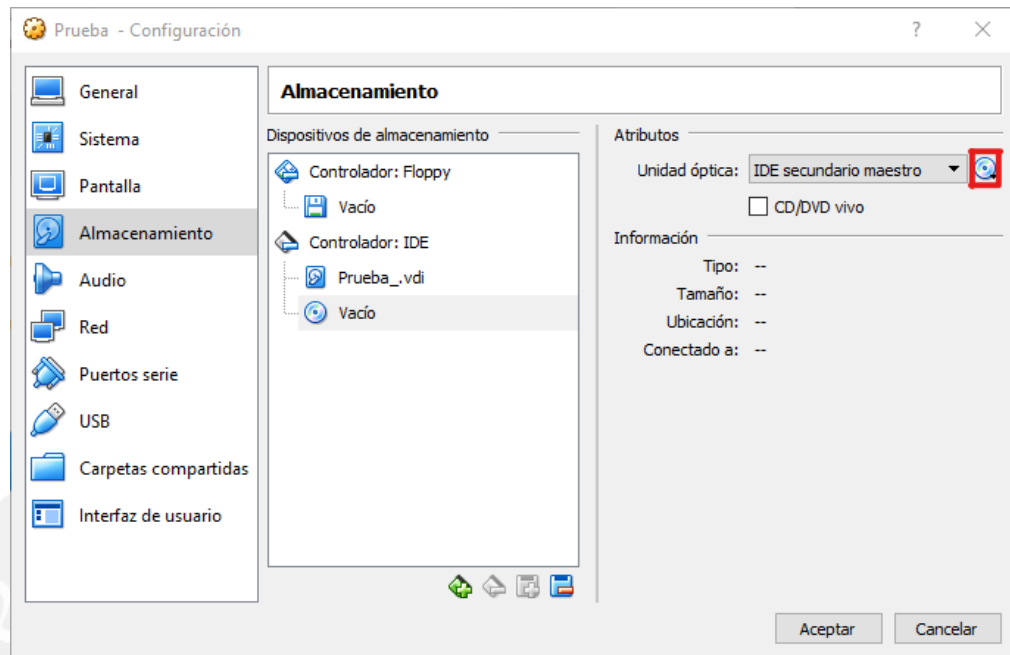 Prueba - Configuración
?
General
Sistema
Pantalla
Almacenamiento
Audio
Red
Puertos serie
USB
Carpetas compartidas
Interfaz de usuario
Almacenamiento
Dispositivos de almacenamiento
Controlador: Floppy
Vacío
Controlador: IDE
Prueba_.vdi
Vacío
Atributos
Unidad óptica: IDE secundario maestro
CD/DVD vivo
Información
Tipo: --
Tamaño: --
Ubicación: --
Conectado a: --
Aceptar Cancelar